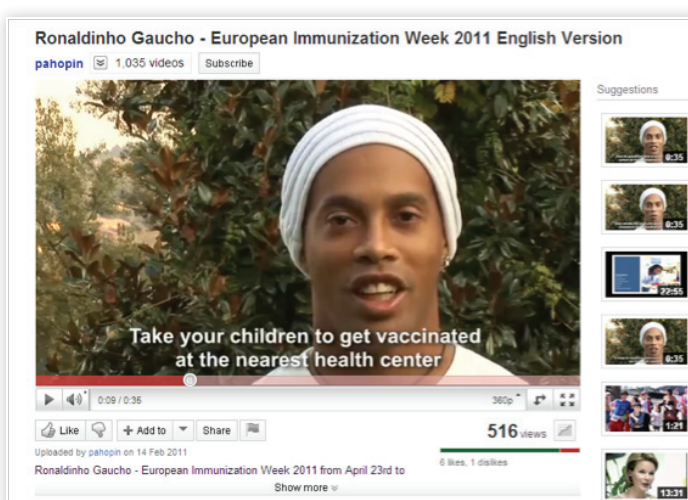 Ronaldinho Gaucho - European Immunization Week 2011 English Version
pahopin 1,035 videos Subscribe
Suggestions
0:35
0:35
Take your children to get vaccinated
at the nearest health center
22:55
0:35
0:09 / 0:35 360p
1:21
Like Add to Share 516 views
Uploaded by pahopin on 14 Feb 2011
6 likes, 1 dislikes
Ronaldinho Gaucho - European Immunization Week 2011 from April 23rd to
Show more
13:31